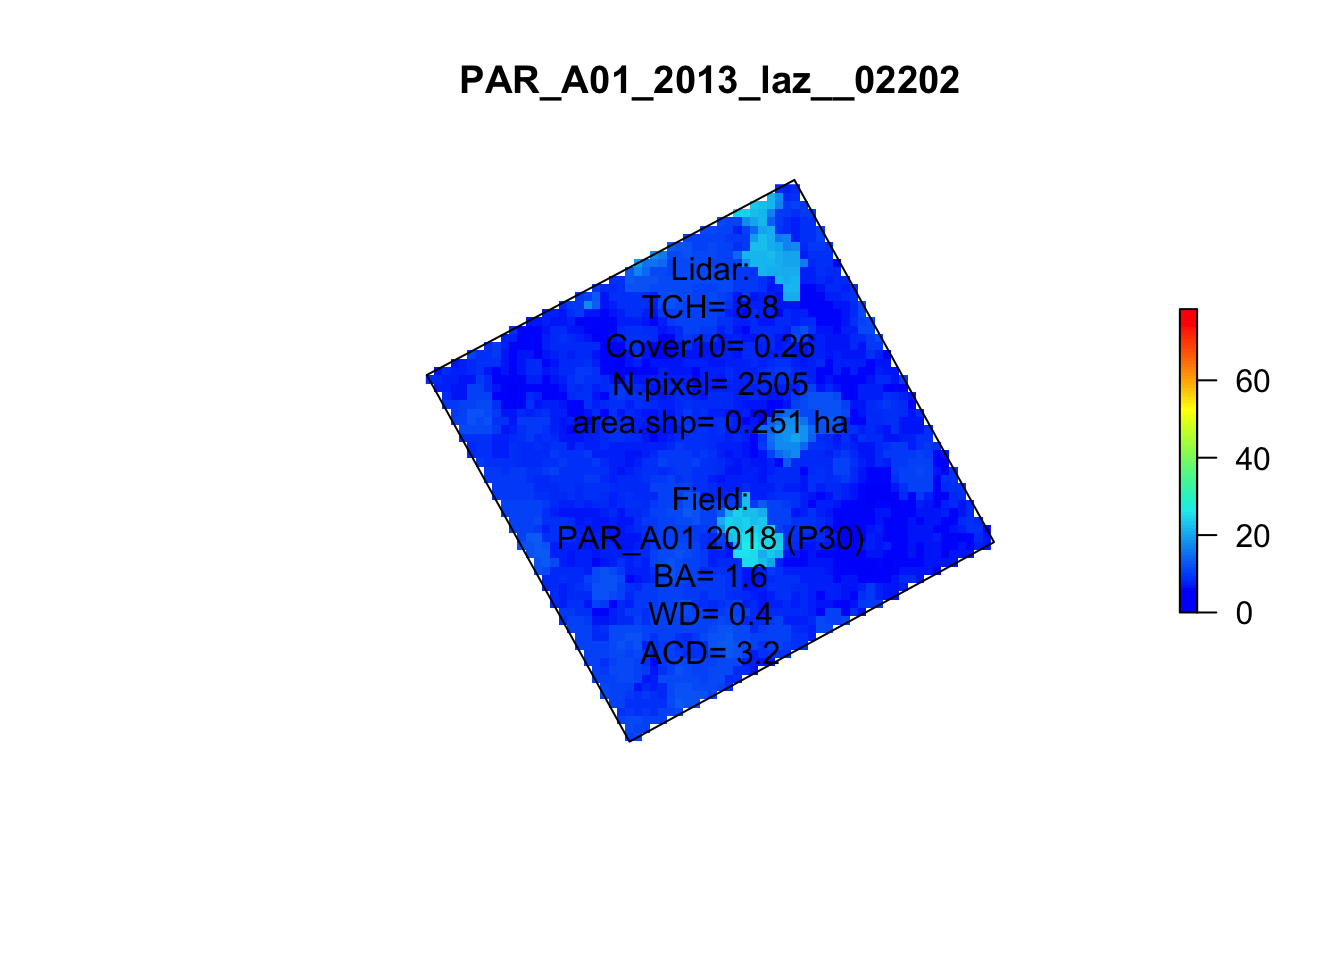 PAR_A01_2013_laz__02202
Lidar:
TCH= 8.8
Cover10= 0.26
N.pixel= 2505
area.shp= 0.251 ha
Field:
PAR_A01 2018 (P30)
BA= 1.6
WD= 0.4
ACD= 3.2
60
40
20
0